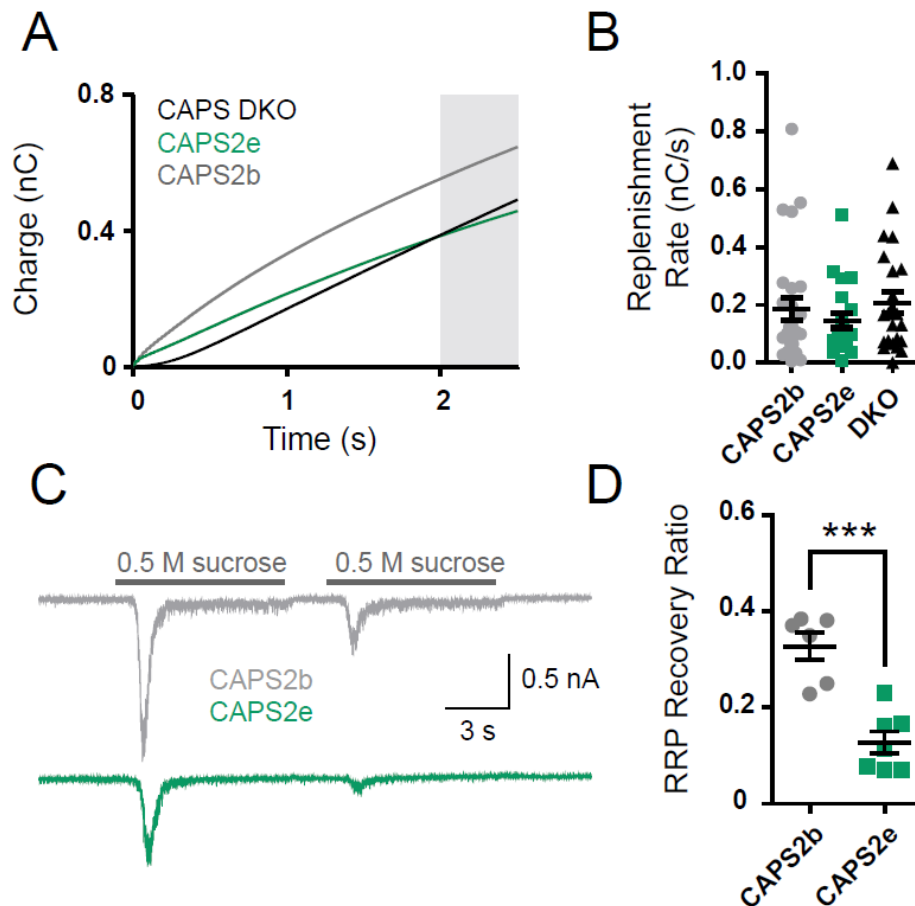 A
0.8
0.4
0
Charge (nC)
CAPS DKO
CAPS2e
CAPS2b
0
1
2
Time (s)
B
1.0
0.8
0.6
0.4
0.2
0.0
Replenishment
Rate (nC/s)
CAPS2b
CAPS2e
DKO
C
0.5 M sucrose
0.5 M sucrose
CAPS2b
CAPS2e
0.5 nA
3 s
D
0.6
0.4
0.2
0
RRP Recovery Ratio
***
CAPS2b
CAPS2e